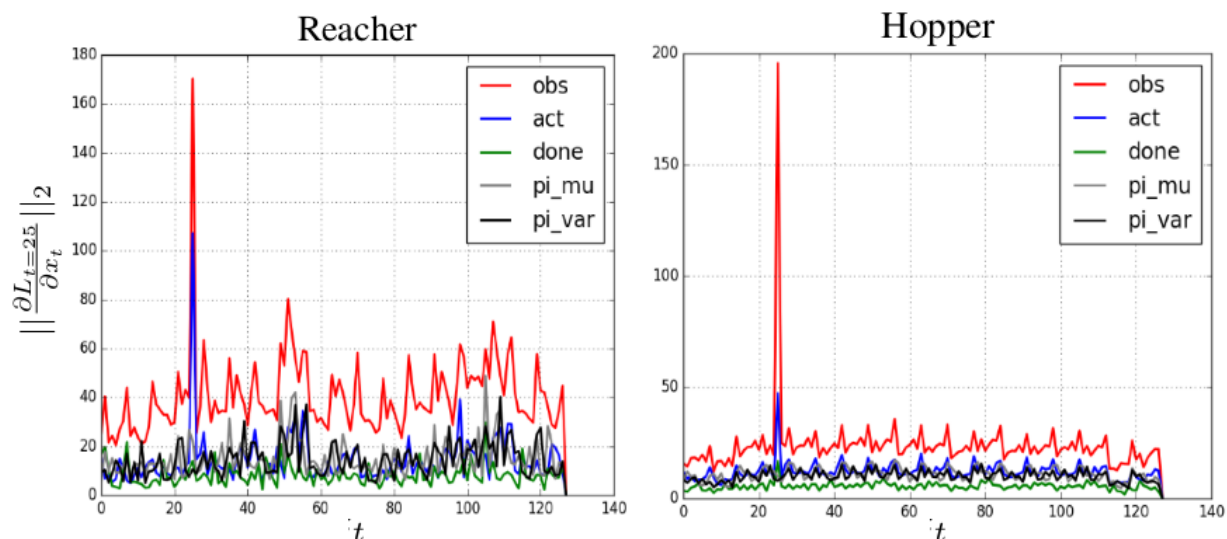 Reacher
180
160
140
120
100
80
60
40
20
0
0 20 40 60 80 100 120 140
obs
act
done
pi_mu
pi_var
||∂L_{t=25}/∂x_t||_2
t
Hopper
200
150
100
50
0
0 20 40 60 80 100 120 140
obs
act
done
pi_mu
pi_var
t